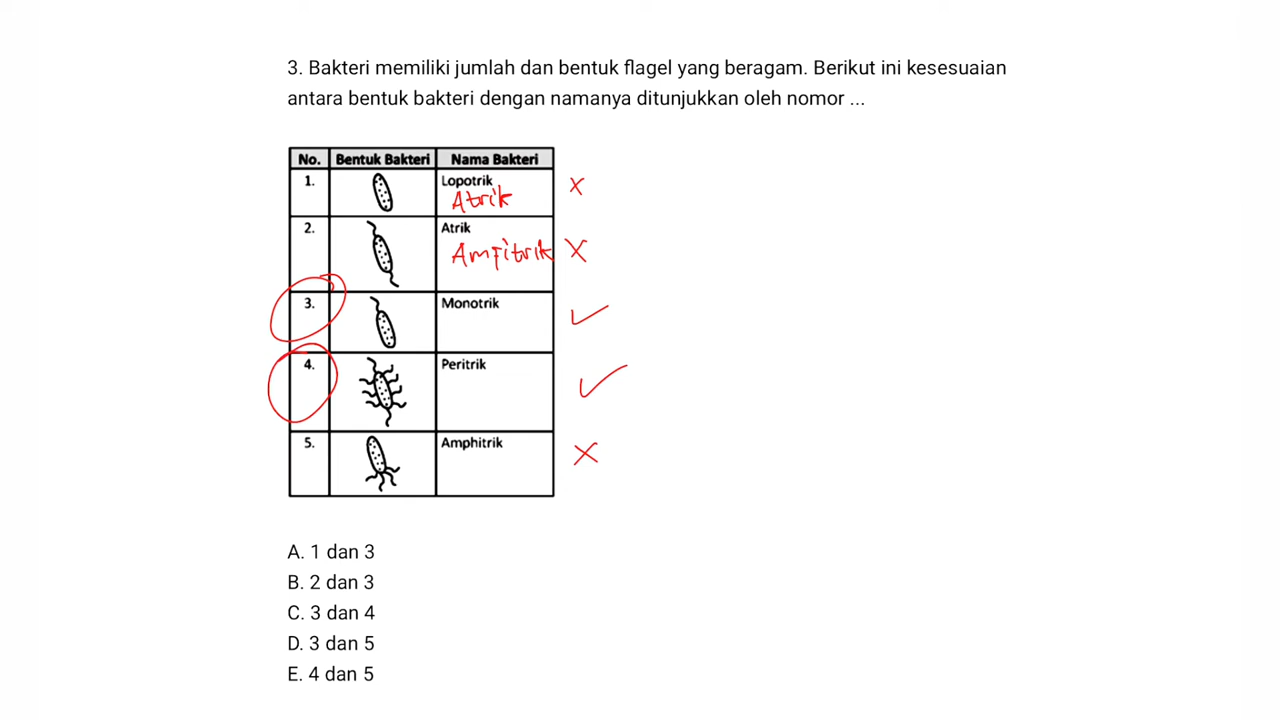 3. Bakteri memiliki jumlah dan bentuk flagel yang beragam. Berikut ini kesesuaian
antara bentuk bakteri dengan namanya ditunjukkan oleh nomor ...
No. Bentuk Bakteri Nama Bakteri
1. Lopotrik
Atrik
2. Atrik
Amfitrik
3. Monotrik
4. Peritrik
5. Amphitrik
A. 1 dan 3
B. 2 dan 3
C. 3 dan 4
D. 3 dan 5
E. 4 dan 5